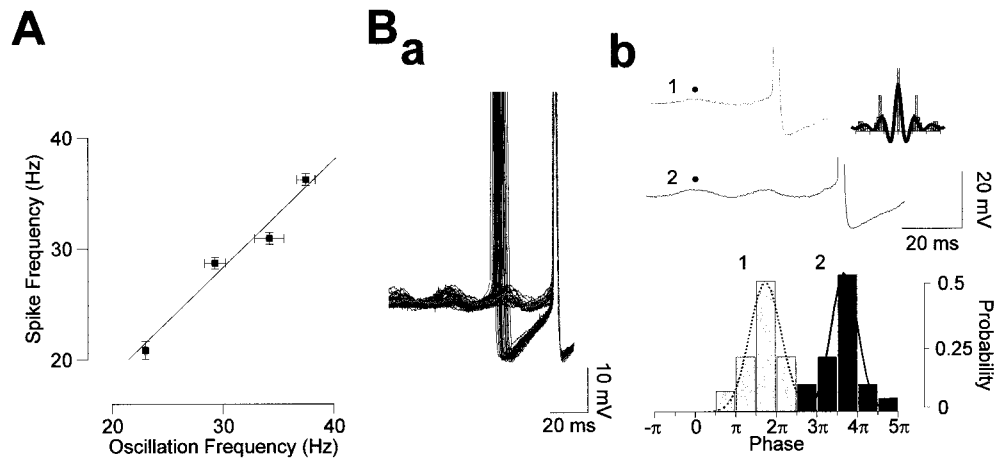 A
40
30
20
Spike Frequency (Hz)
20
30
40
Oscillation Frequency (Hz)
B
a
10 mV
20 ms
b
1
2
20 mV
20 ms
1
2
0.5
0.25
0
Probability
-π
0
π
2π
3π
4π
5π
Phase